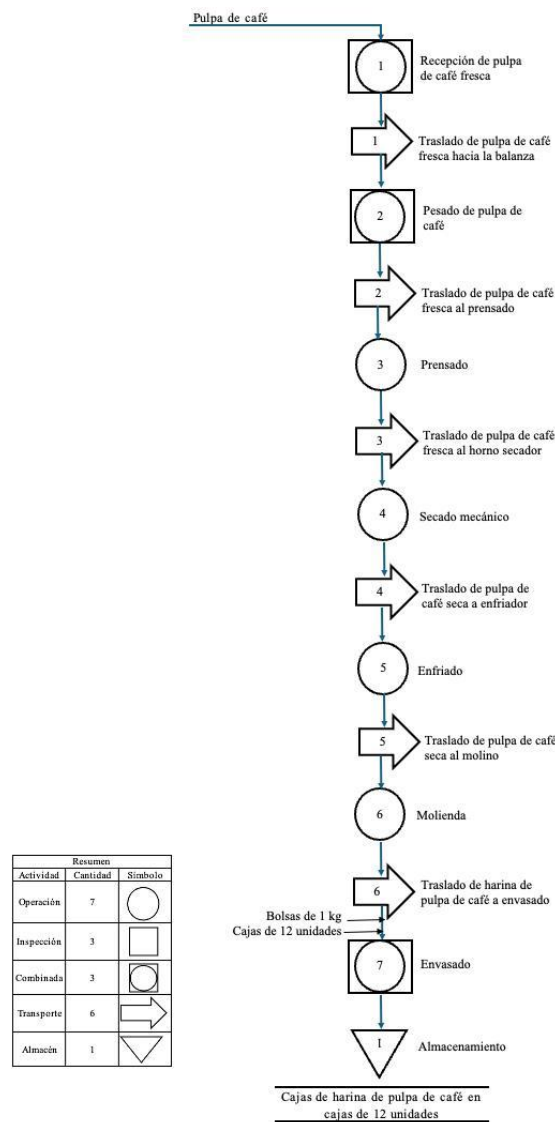 Pulpa de café
1
Recepción de pulpa
de café fresca
1
Traslado de pulpa de café
fresca hacia la balanza
2
Pesado de pulpa de
café
2
Traslado de pulpa de café
fresca al prensado
3
Prensado
3
Traslado de pulpa de café
fresca al horno secador
4
Secado mecánico
4
Traslado de pulpa de
café seca a enfriador
5
Enfriado
5
Traslado de pulpa de café
seca al molino
6
Molienda
6
Traslado de harina de
pulpa de café a envasado
Bolsas de 1 kg
Cajas de 12 unidades
7
Envasado
1
Almacenamiento
Cajas de harina de pulpa de café en
cajas de 12 unidades
Resumen
Actividad Cantidad Símbolo
Operación 7
Inspección 3
Combinada 3
Transporte 6
Almacén 1